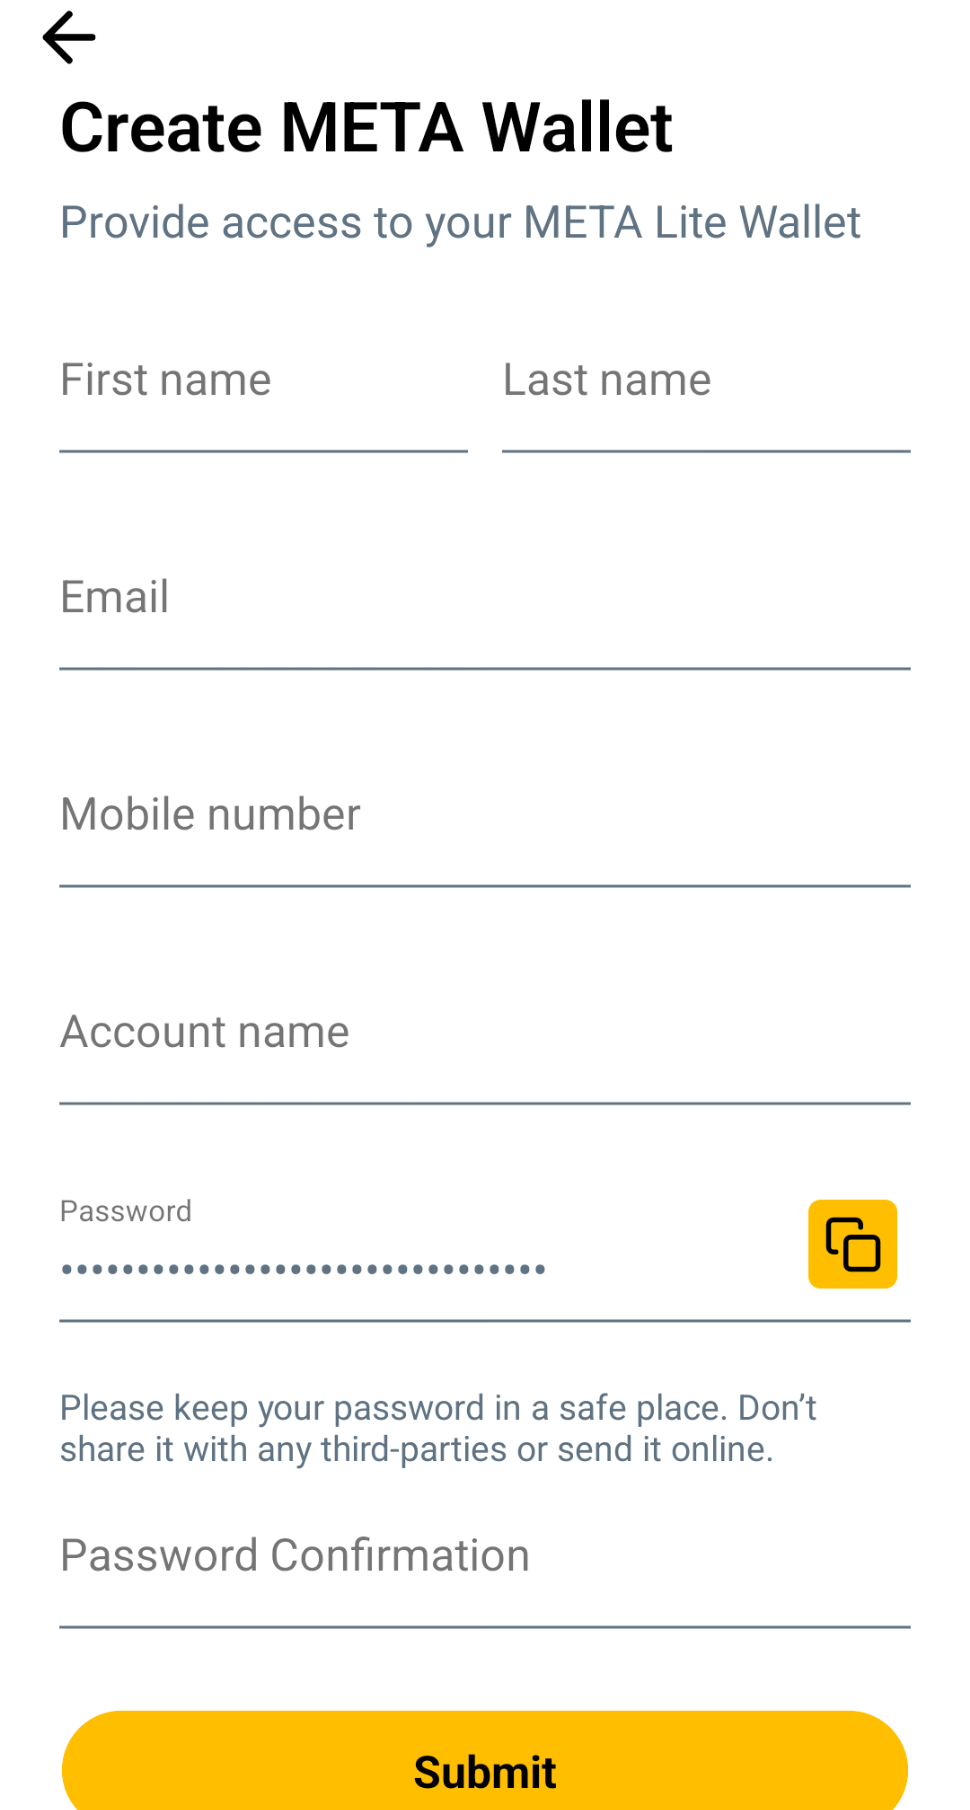 Create META Wallet
Provide access to your META Lite Wallet
First name
Last name
Email
Mobile number
Account name
Password
••••••••••••••••••••••••••••••••
Please keep your password in a safe place. Don’t
share it with any third-parties or send it online.
Password Confirmation
Submit